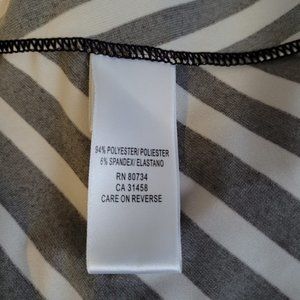 94% POLYESTER/ POLIESTER
6% SPANDEX/ ELASTANO
RN 80734
CA 31458
CARE ON REVERSE